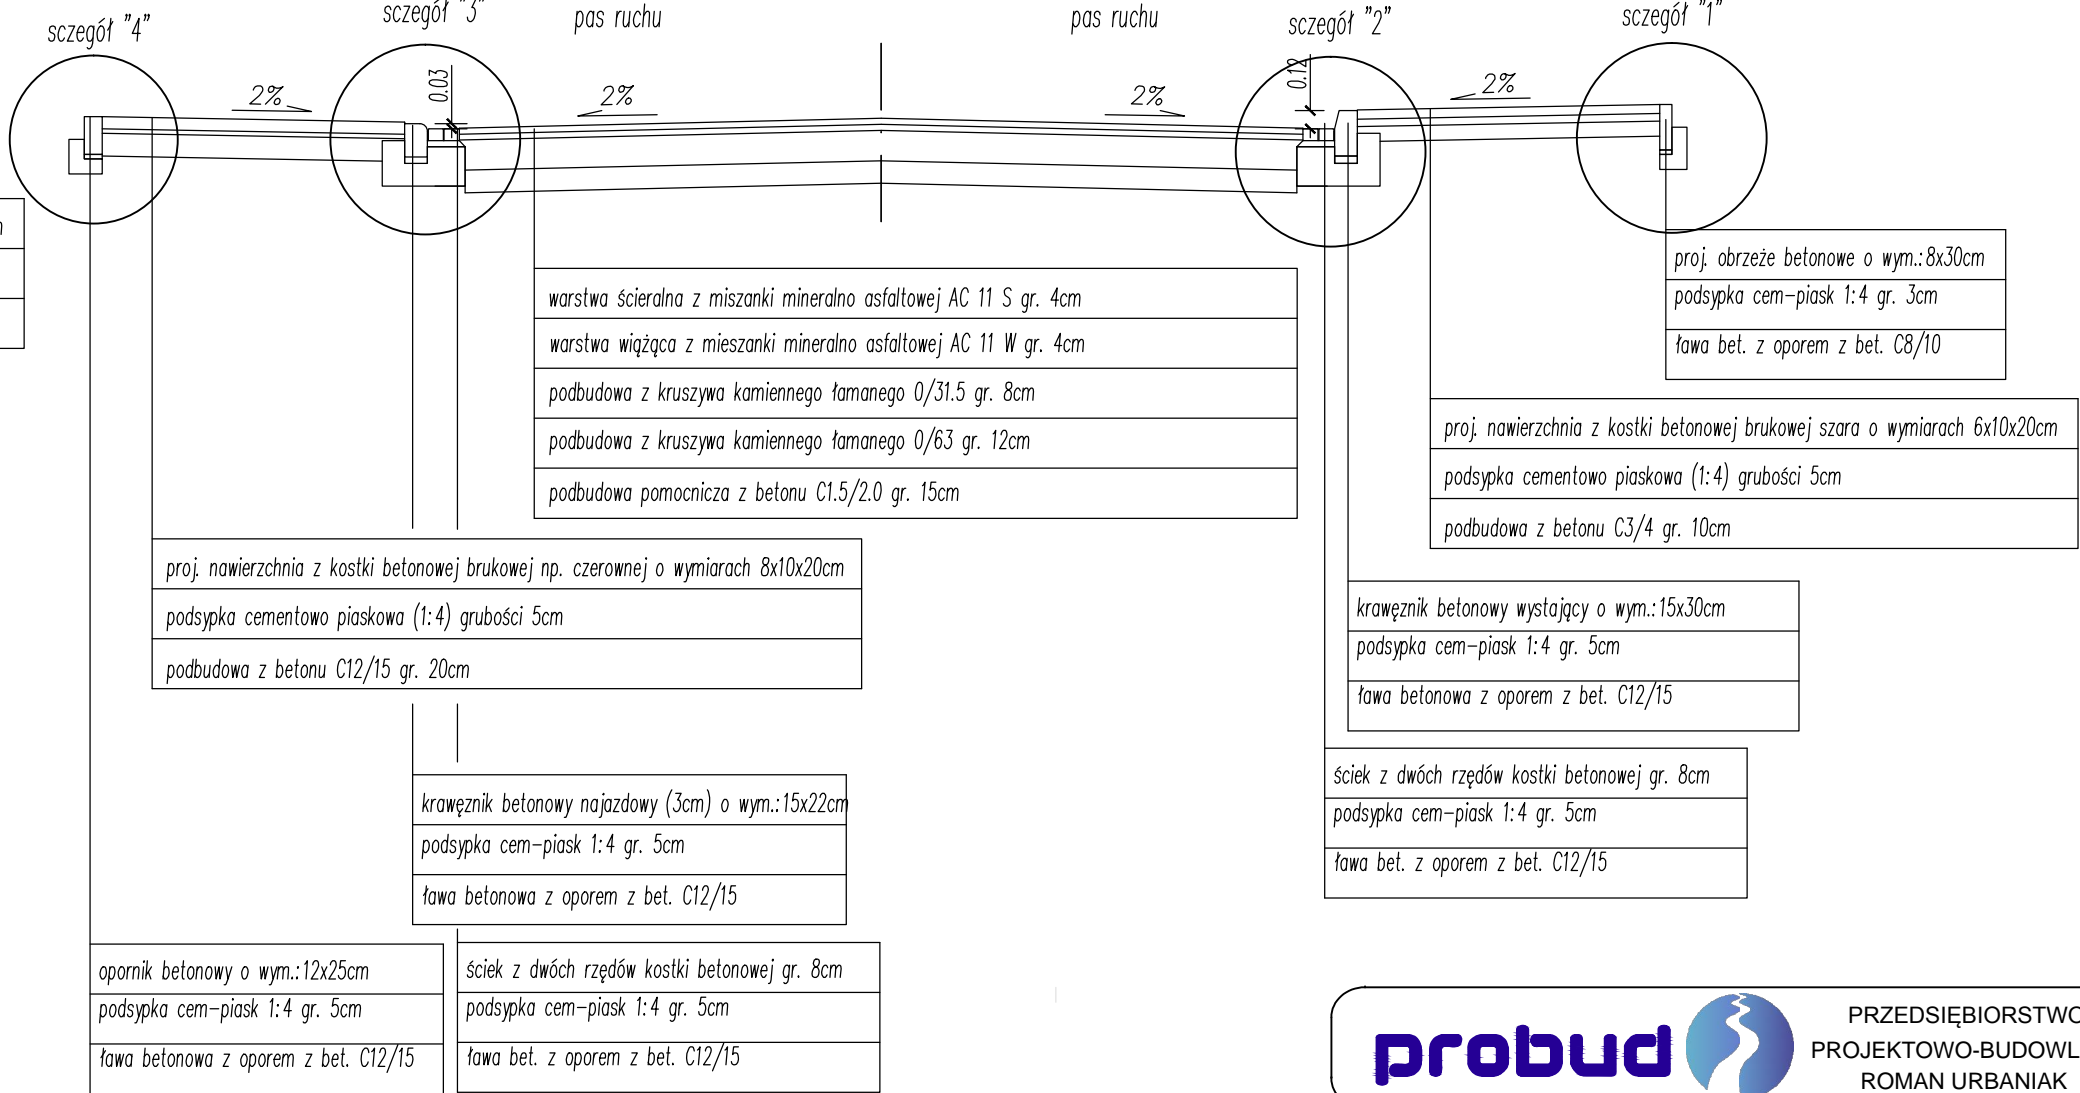 sczegół "4"
sczegół "3"
pas ruchu
pas ruchu
sczegół "2"
sczegół "1"
2%
0.03
2%
2%
0.12
2%
warstwa ścieralna z miszanki mineralno asfaltowej AC 11 S gr. 4cm
warstwa wiążąca z mieszanki mineralno asfaltowej AC 11 W gr. 4cm
podbudowa z kruszywa kamiennego łamanego 0/31.5 gr. 8cm
podbudowa z kruszywa kamiennego łamanego 0/63 gr. 12cm
podbudowa pomocnicza z betonu C1.5/2.0 gr. 15cm
proj. obrzeże betonowe o wym.:8x30cm
podsypka cem-piask 1:4 gr. 3cm
ława bet. z oporem z bet. C8/10
proj. nawierzchnia z kostki betonowej brukowej szara o wymiarach 6x10x20cm
podsypka cementowo piaskowa (1:4) grubości 5cm
podbudowa z betonu C3/4 gr. 10cm
proj. nawierzchnia z kostki betonowej brukowej np. czerownej o wymiarach 8x10x20cm
podsypka cementowo piaskowa (1:4) grubości 5cm
podbudowa z betonu C12/15 gr. 20cm
krawęznik betonowy wystający o wym.:15x30cm
podsypka cem-piask 1:4 gr. 5cm
ława betonowa z oporem z bet. C12/15
ściek z dwóch rzędów kostki betonowej gr. 8cm
podsypka cem-piask 1:4 gr. 5cm
ława bet. z oporem z bet. C12/15
krawęznik betonowy najazdowy (3cm) o wym.:15x22cm
podsypka cem-piask 1:4 gr. 5cm
ława betonowa z oporem z bet. C12/15
opornik betonowy o wym.:12x25cm
podsypka cem-piask 1:4 gr. 5cm
ława betonowa z oporem z bet. C12/15
ściek z dwóch rzędów kostki betonowej gr. 8cm
podsypka cem-piask 1:4 gr. 5cm
ława bet. z oporem z bet. C12/15
probud
PRZEDSIĘBIORSTWO
PROJEKTOWO-BUDOWL
ROMAN URBANIAK